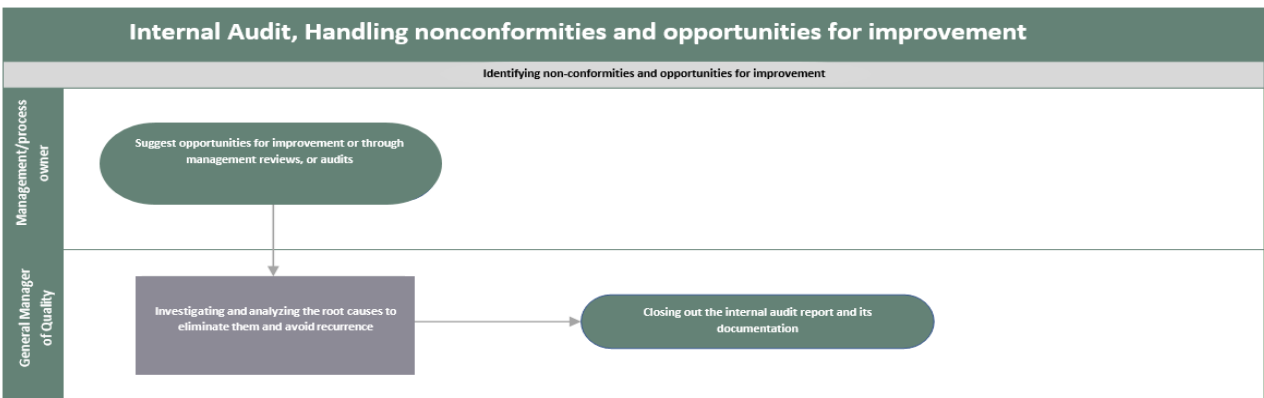 Internal Audit, Handling nonconformities and opportunities for improvement
Identifying non-conformities and opportunities for improvement
Management/process
owner
Suggest opportunities for improvement or through
management reviews, or audits
General Manager
of Quality
Investigating and analyzing the root causes to
eliminate them and avoid recurrence
Closing out the internal audit report and its
documentation